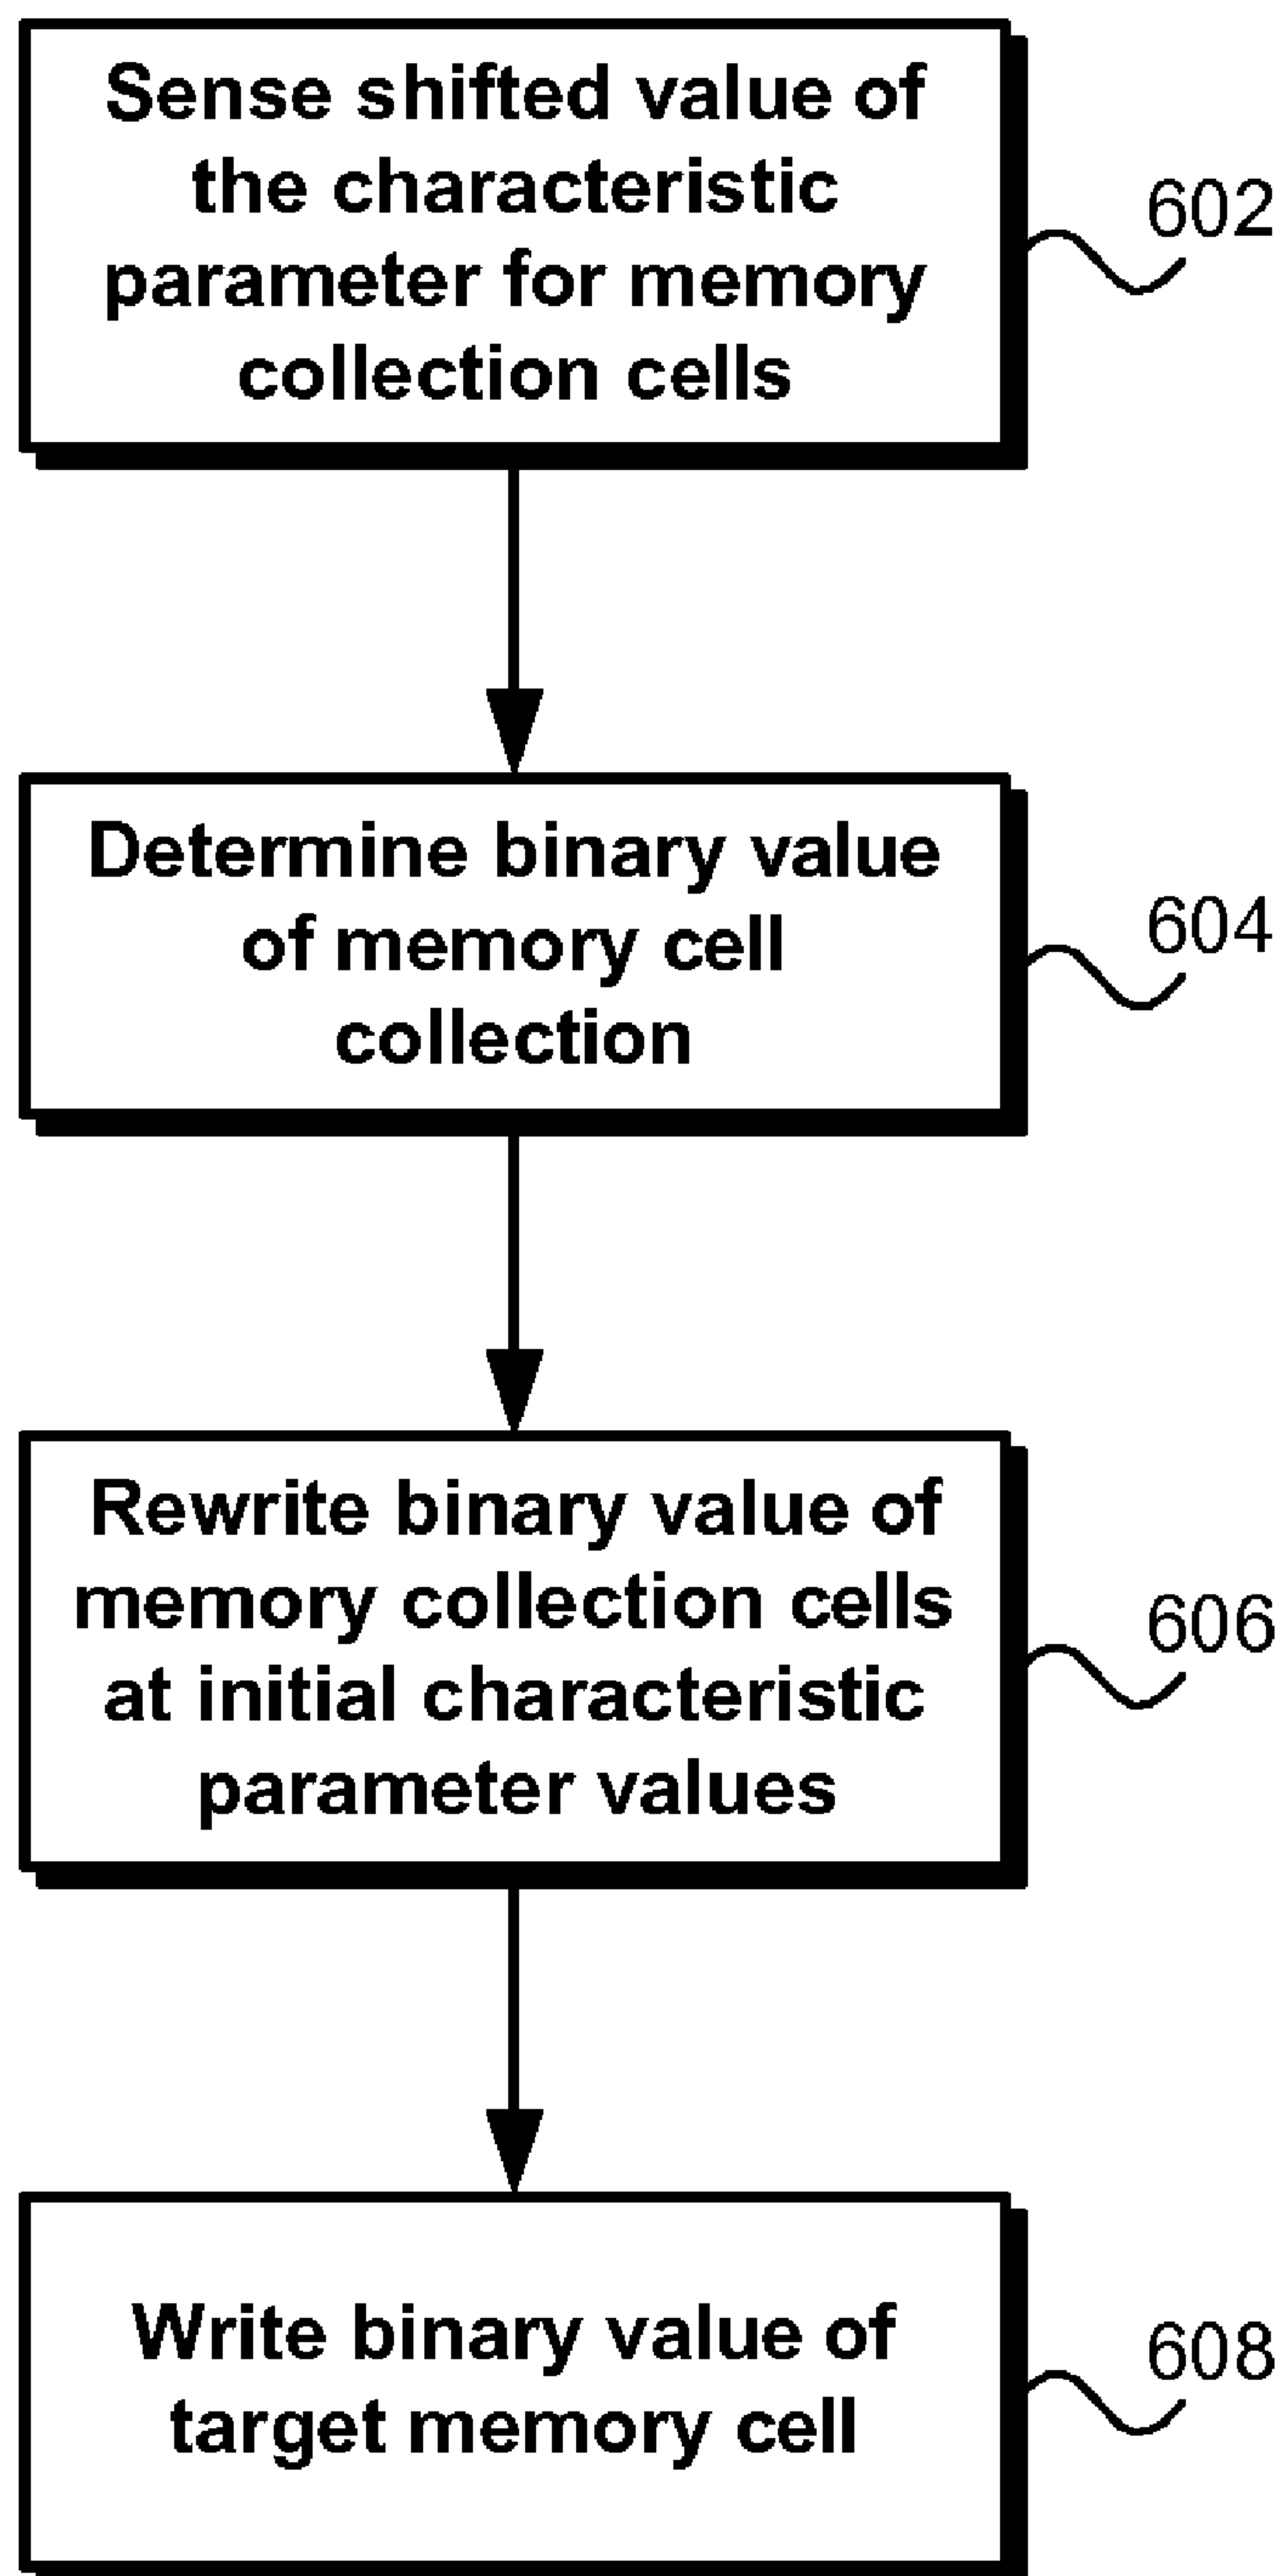 Sense shifted value of
the characteristic
parameter for memory
collection cells
602
Determine binary value
of memory cell
collection
604
Rewrite binary value of
memory collection cells
at initial characteristic
parameter values
606
Write binary value of
target memory cell
608